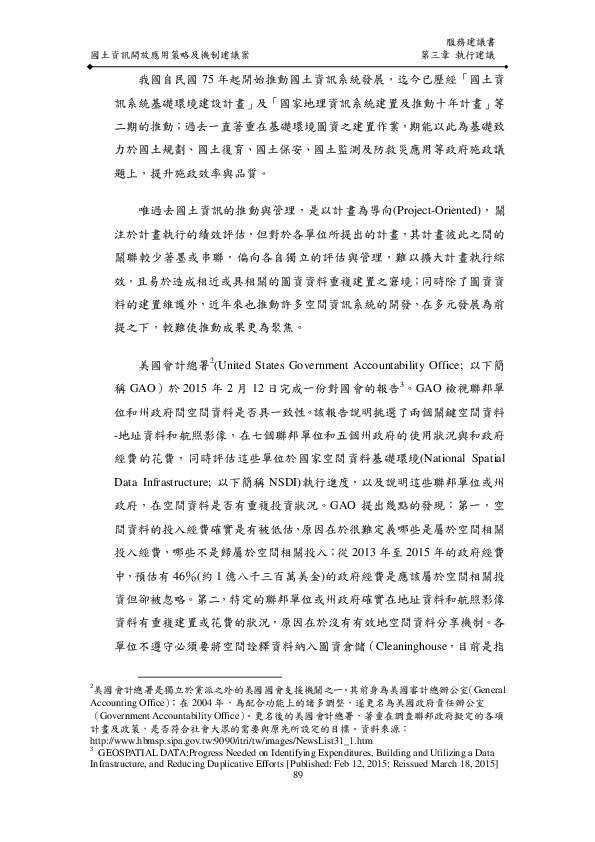 服務建議書
國土資訊開放應用策略及機制建議案 第三章 執行建議
我國自民國 75 年起開始推動國土資訊系統發展，迄今已歷經「國土資
訊系統基礎環境建設計畫」及「國家地理資訊系統建置及推動十年計畫」等
二期的推動；過去一直著重在基礎環境圖資之建置作業，期能以此為基礎致
力於國土規劃、國土復育、國土保安、國土監測及防救災應用等政府施政議
題上，提升施政效率與品質。
唯過去國土資訊的推動與管理，是以計畫為導向(Project-Oriented)，關
注於計畫執行的績效評估，但對於各單位所提出的計畫，其計畫彼此之間的
關聯較少著墨或串聯，偏向各自獨立的評估與管理，難以擴大計畫執行綜
效，且易於造成相近或具相關的圖資資料重複建置之窘境；同時除了圖資資
料的建置維護外，近年來也推動許多空間資訊系統的開發，在多元發展為前
提之下，較難使推動成果更為聚焦。
美國會計總署2(United States Government Accountability Office; 以下簡
稱 GAO）於 2015 年 2 月 12 日完成一份對國會的報告3。GAO 檢視聯邦單
位和州政府間空間資料是否具一致性。該報告說明挑選了兩個關鍵空間資料
-地址資料和航照影像，在七個聯邦單位和五個州政府的使用狀況與和政府
經費的花費，同時評估這些單位於國家空間資料基礎環境(National Spatial
Data Infrastructure; 以下簡稱 NSDI)執行進度，以及說明這些聯邦單位或州
政府，在空間資料是否有重複投資狀況。GAO 提出幾點的發現：第一，空
間資料的投入經費確實是有被低估，原因在於很難定義哪些是屬於空間相關
投入經費，哪些不是歸屬於空間相關投入；從 2013 年至 2015 年的政府經費
中，預估有 46%(約 1 億八千三百萬美金)的政府經費是應該屬於空間相關投
資但卻被忽略。第二，特定的聯邦單位或州政府確實在地址資料和航照影像
資料有重複建置或花費的狀況，原因在於沒有有效地空間資料分享機制。各
單位不遵守必須要將空間詮釋資料納入圖資倉儲（Cleaninghouse，目前是指
2美國會計總署是獨立於黨派之外的美國國會支援機關之一。其前身為美國審計總辦公室（General
Accounting Office)；在 2004 年，為配合功能上的諸多調整，遂更名為美國政府責任辦公室
（Government Accountability Office)。更名後的美國會計總署，著重在調查聯邦政府擬定的各項
計畫及政策，是否符合社會大眾的需要與原先所設定的目標。資料來源：
http://www.hbmsp.sipa.gov.tw:9090/itri/tw/images/NewsList31_1.htm
3 GEOSPATIAL DATA:Progress Needed on Identifying Expenditures, Building and Utilizing a Data
Infrastructure, and Reducing Duplicative Efforts [Published: Feb 12, 2015; Reissued March 18, 2015]
89